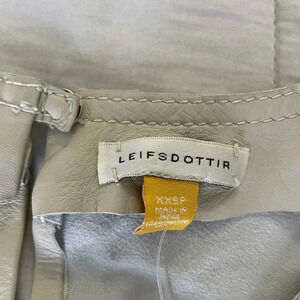 LEIFSDOTTIR
XXSP
MADE IN
INDIA